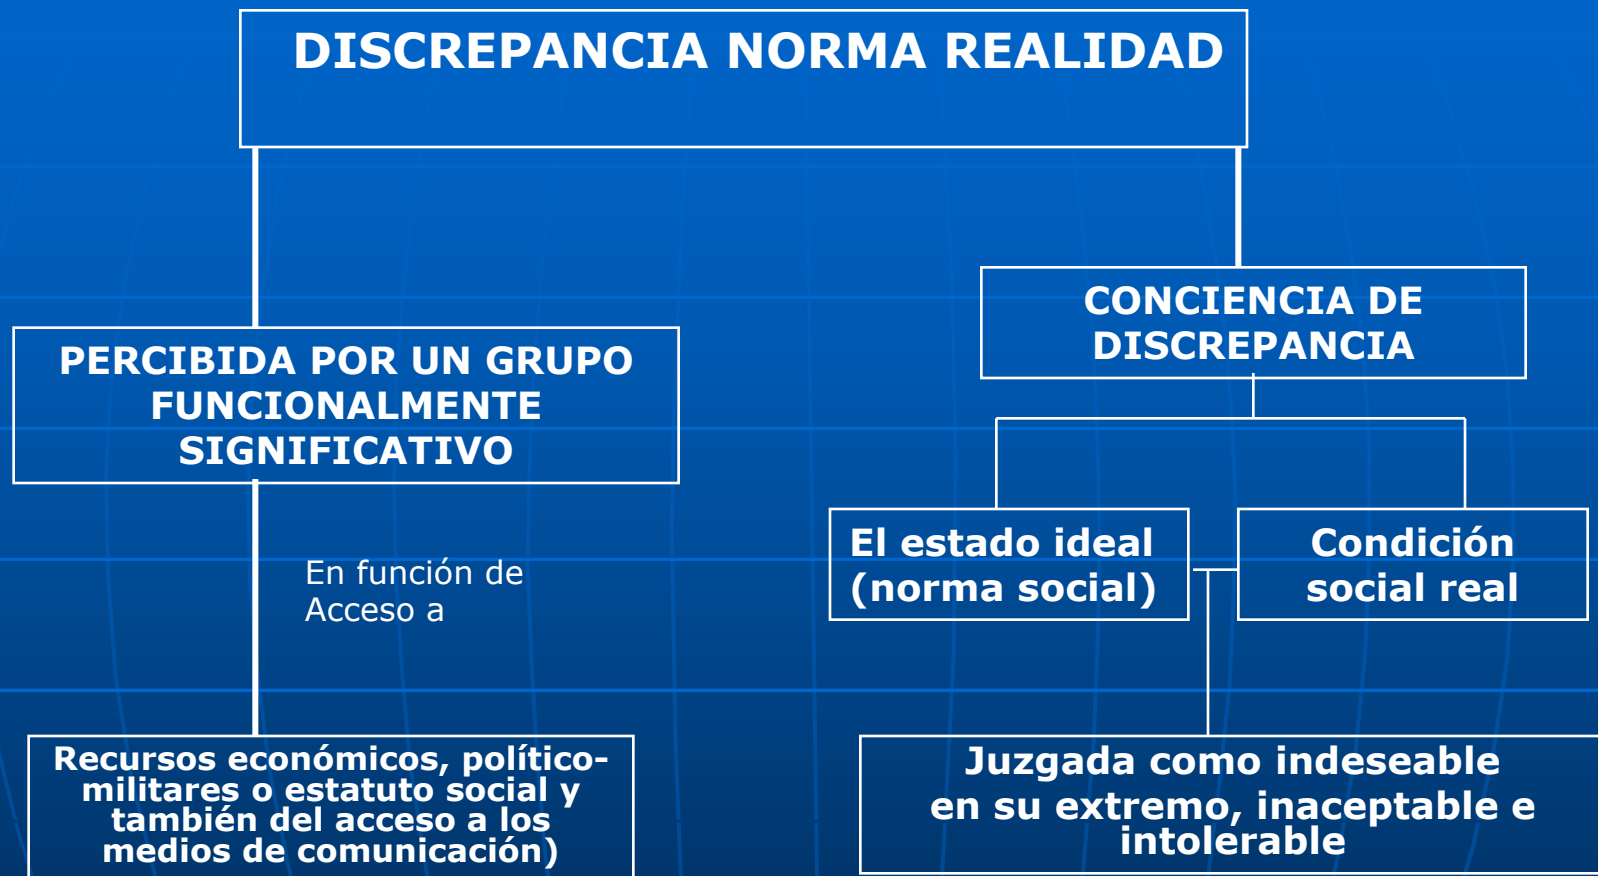 DISCREPANCIA NORMA REALIDAD
PERCIBIDA POR UN GRUPO
FUNCIONALMENTE
SIGNIFICATIVO
En función de
Acceso a
Recursos económicos, político-
militares o estatuto social y
también del acceso a los
medios de comunicación)
CONCIENCIA DE
DISCREPANCIA
El estado ideal
(norma social)
Condición
social real
Juzgada como indeseable
en su extremo, inaceptable e
intolerable